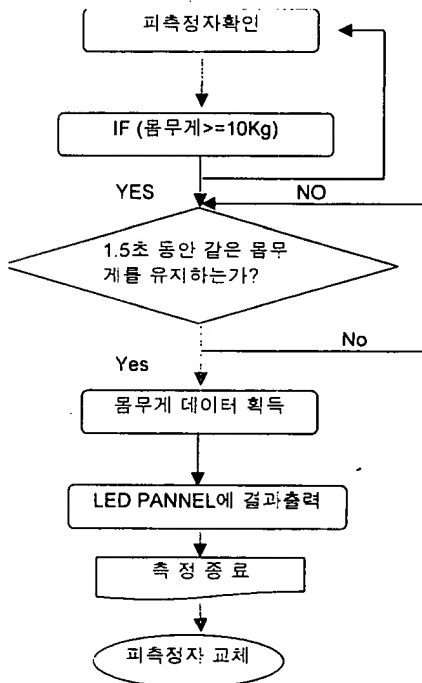 피측정자확인
IF (몸무게>=10Kg)
YES
NO
1.5초 동안 같은 몸무
게를 유지하는가?
No
Yes
몸무게 데이터 획득
LED PANNEL에 결과출력
측 정 종 료
피측정자 교체